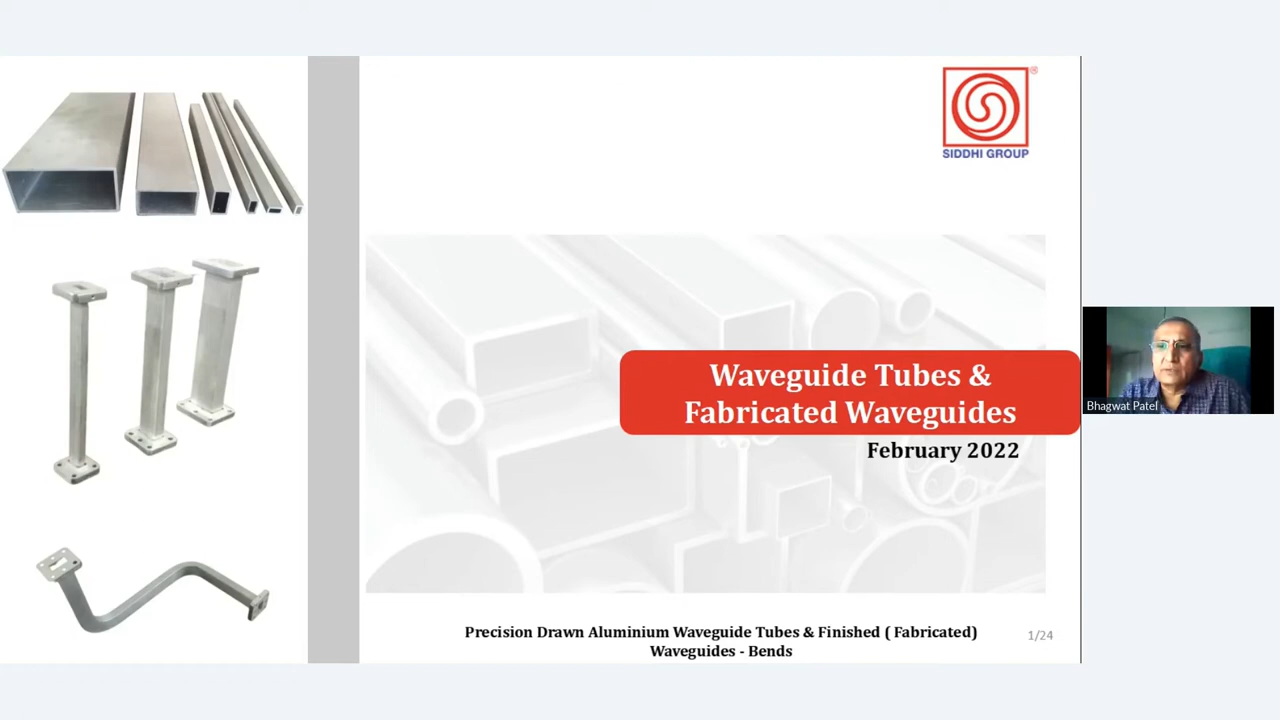 ®
SIDDHI GROUP
Waveguide Tubes &
Fabricated Waveguides
February 2022
Bhagwat Patel
Precision Drawn Aluminium Waveguide Tubes & Finished ( Fabricated)
Waveguides - Bends
1/24